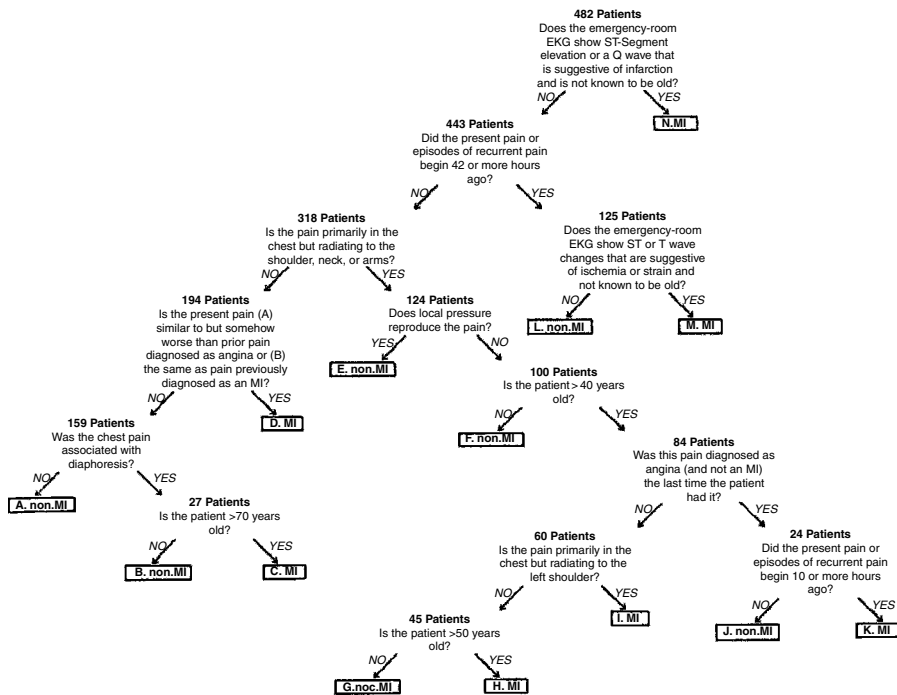 482 Patients
Does the emergency-room
EKG show ST-Segment
elevation or a Q wave that
is suggestive of infarction
and is not known to be old?
NO
YES
N.MI
443 Patients
Did the present pain or
episodes of recurrent pain
begin 42 or more hours
ago?
NO
YES
318 Patients
Is the pain primarily in the
chest but radiating to the
shoulder, neck, or arms?
NO
YES
125 Patients
Does the emergency-room
EKG show ST or T wave
changes that are suggestive
of ischemia or strain and
not known to be old?
NO
YES
L. non.MI
M. MI
194 Patients
Is the present pain (A)
similar to but somehow
worse than prior pain
diagnosed as angina or (B)
the same as pain previously
diagnosed as an MI?
NO
YES
D. MI
124 Patients
Does local pressure
reproduce the pain?
YES
NO
E. non.MI
100 Patients
Is the patient >40 years
old?
NO
YES
F. non.MI
159 Patients
Was the chest pain
associated with
diaphoresis?
NO
YES
A. non.MI
27 Patients
Is the patient >70 years
old?
NO
YES
B. non.MI
C. MI
84 Patients
Was this pain diagnosed as
angina (and not an MI)
the last time the patient
had it?
NO
YES
60 Patients
Is the pain primarily in the
chest but radiating to the
left shoulder?
NO
YES
I. MI
24 Patients
Did the present pain or
episodes of recurrent pain
begin 10 or more hours
ago?
NO
YES
J. non.MI
K. MI
45 Patients
Is the patient >50 years
old?
NO
YES
G.noc.MI
H. MI